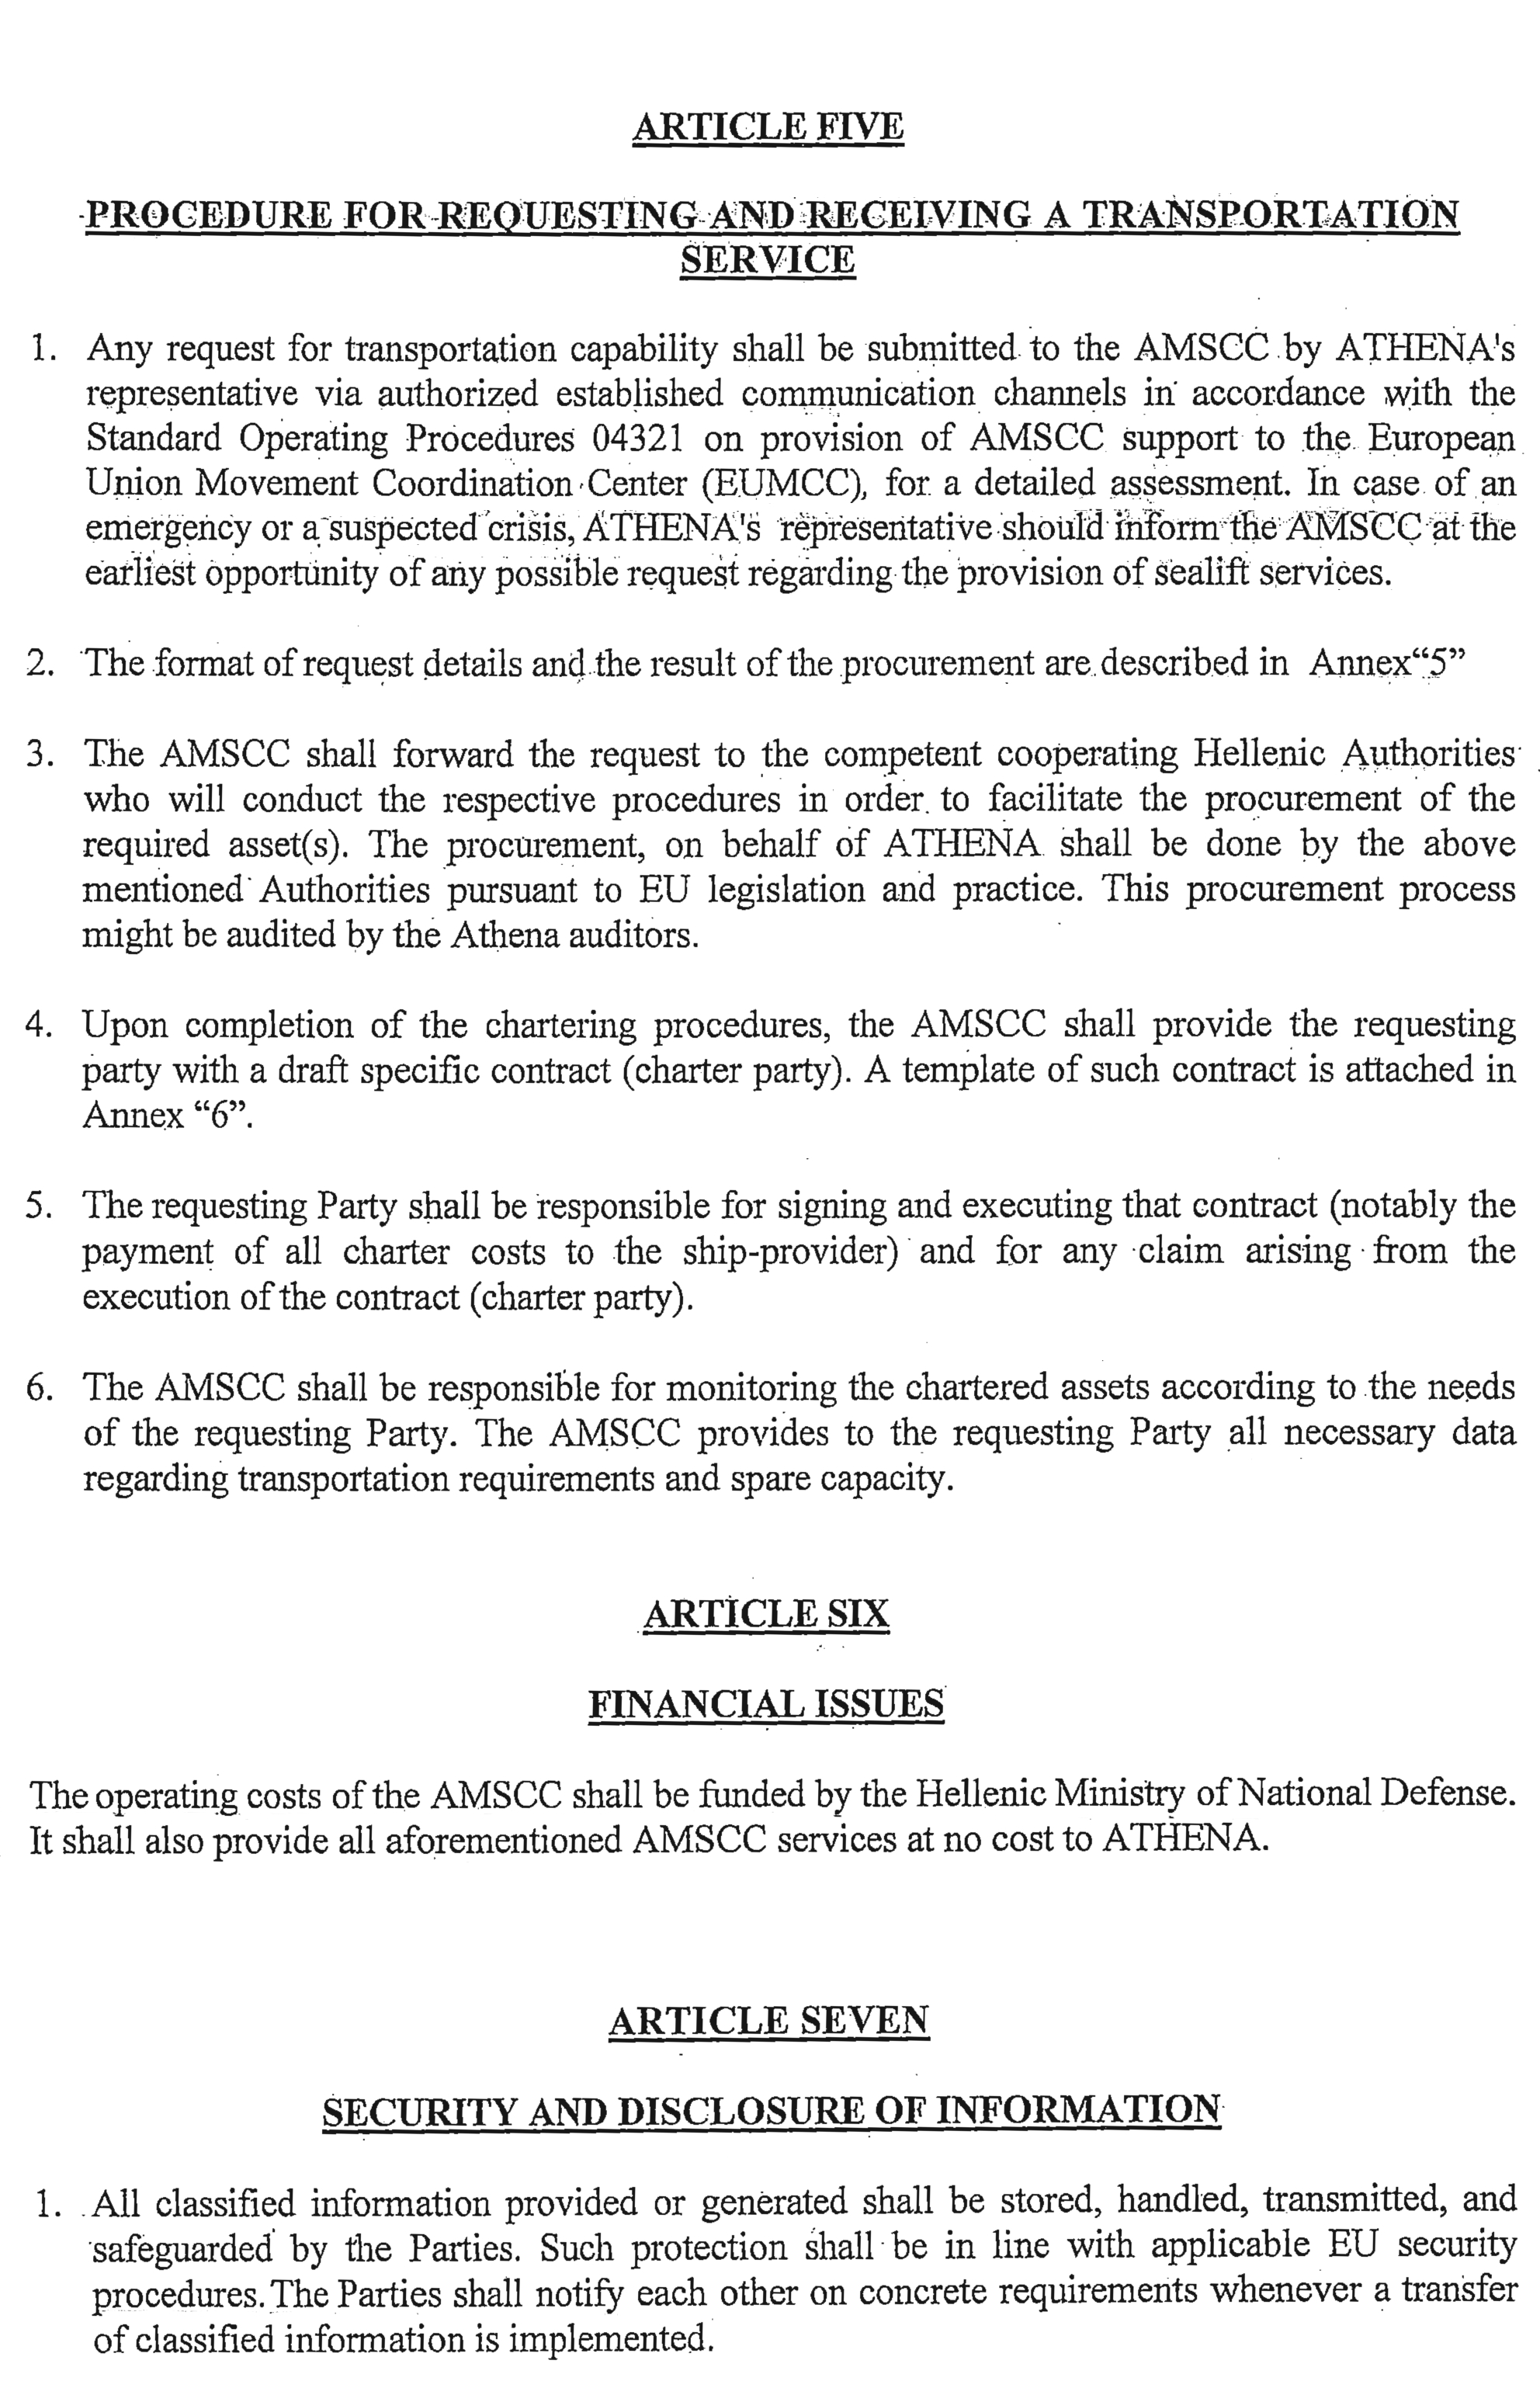 ARTICLE FIVE
PROCEDURE FOR REQUESTING AND RECEIVING A TRANSPORTATION
SERVICE
1. Any request for transportation capability shall be submitted to the AMSCC by ATHENA's
representative via authorized established communication channels in accordance with the
Standard Operating Procedures 04321 on provision of AMSCC support to the European
Union Movement Coordination Center (EUMCC), for a detailed assessment. In case of an
emergency or a suspected crisis, ATHENA's representative should inform the AMSCC at the
earliest opportunity of any possible request regarding the provision of sealift services.
2. The format of request details and the result of the procurement are described in Annex“5”
3. The AMSCC shall forward the request to the competent cooperating Hellenic Authorities
who will conduct the respective procedures in order to facilitate the procurement of the
required asset(s). The procurement, on behalf of ATHENA shall be done by the above
mentioned Authorities pursuant to EU legislation and practice. This procurement process
might be audited by the Athena auditors.
4. Upon completion of the chartering procedures, the AMSCC shall provide the requesting
party with a draft specific contract (charter party). A template of such contract is attached in
Annex “6”.
5. The requesting Party shall be responsible for signing and executing that contract (notably the
payment of all charter costs to the ship-provider) and for any claim arising from the
execution of the contract (charter party).
6. The AMSCC shall be responsible for monitoring the chartered assets according to the needs
of the requesting Party. The AMSCC provides to the requesting Party all necessary data
regarding transportation requirements and spare capacity.
ARTICLE SIX
FINANCIAL ISSUES
The operating costs of the AMSCC shall be funded by the Hellenic Ministry of National Defense.
It shall also provide all aforementioned AMSCC services at no cost to ATHENA.
ARTICLE SEVEN
SECURITY AND DISCLOSURE OF INFORMATION
1. All classified information provided or generated shall be stored, handled, transmitted, and
safeguarded by the Parties. Such protection shall be in line with applicable EU security
procedures. The Parties shall notify each other on concrete requirements whenever a transfer
of classified information is implemented.